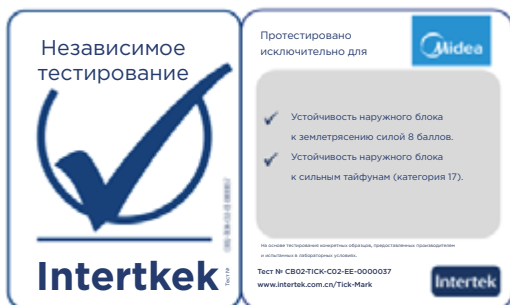 Независимое
тестирование
Intertkek
Тест №
Протестировано
исключительно для
Midea
Устойчивость наружного блока
к землетрясению силой 8 баллов.
Устойчивость наружного блока
к сильным тайфунам (категория 17).
На основе тестирования конкретных образцов, предоставленных производителем
и испытанных в лабораторных условиях.
Тест № CB02-TICK-C02-EE-0000037
www.intertek.com.cn/Tick-Mark
Intertek